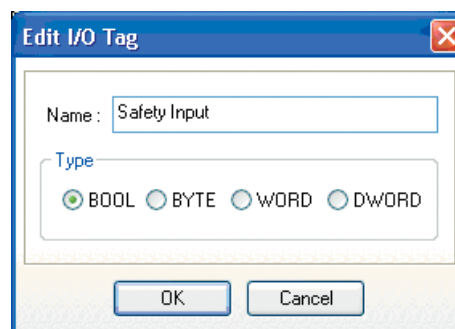 Edit I/O Tag
Name : Safety Input
Type
BOOL BYTE WORD DWORD
OK Cancel